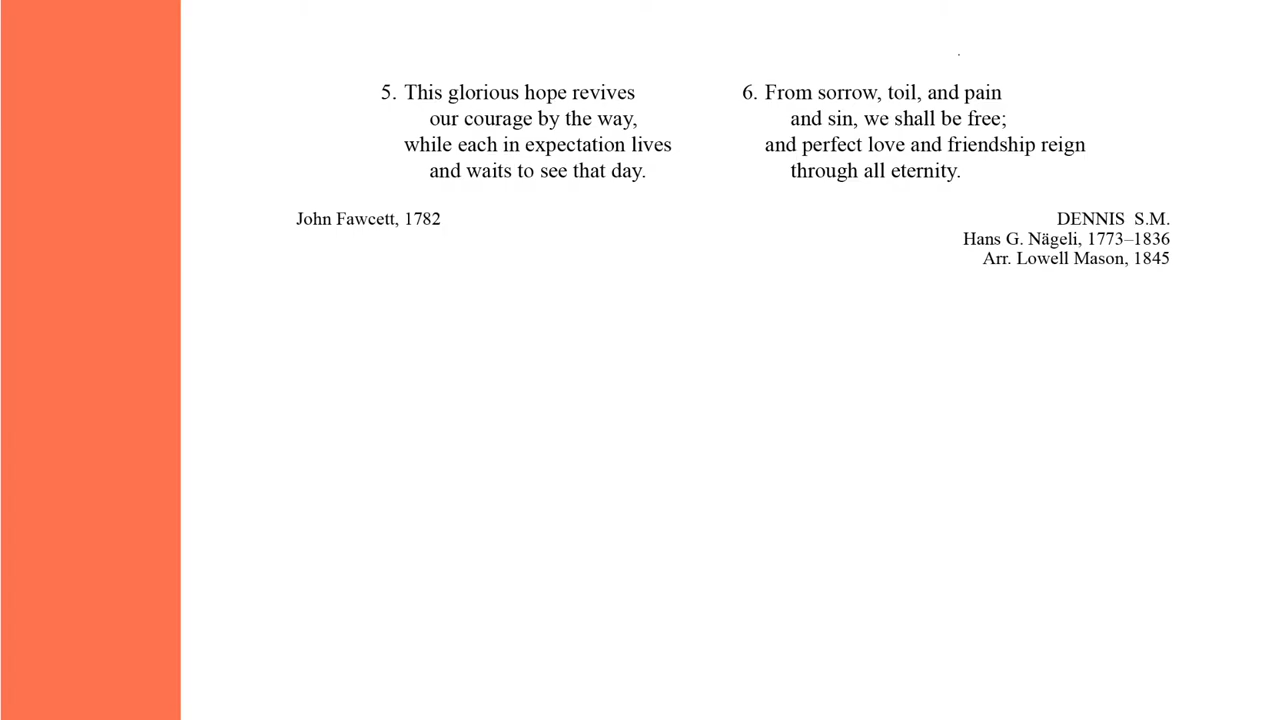 5. This glorious hope revives
our courage by the way,
while each in expectation lives
and waits to see that day.
6. From sorrow, toil, and pain
and sin, we shall be free;
and perfect love and friendship reign
through all eternity.
John Fawcett, 1782
DENNIS S.M.
Hans G. Nägeli, 1773–1836
Arr. Lowell Mason, 1845